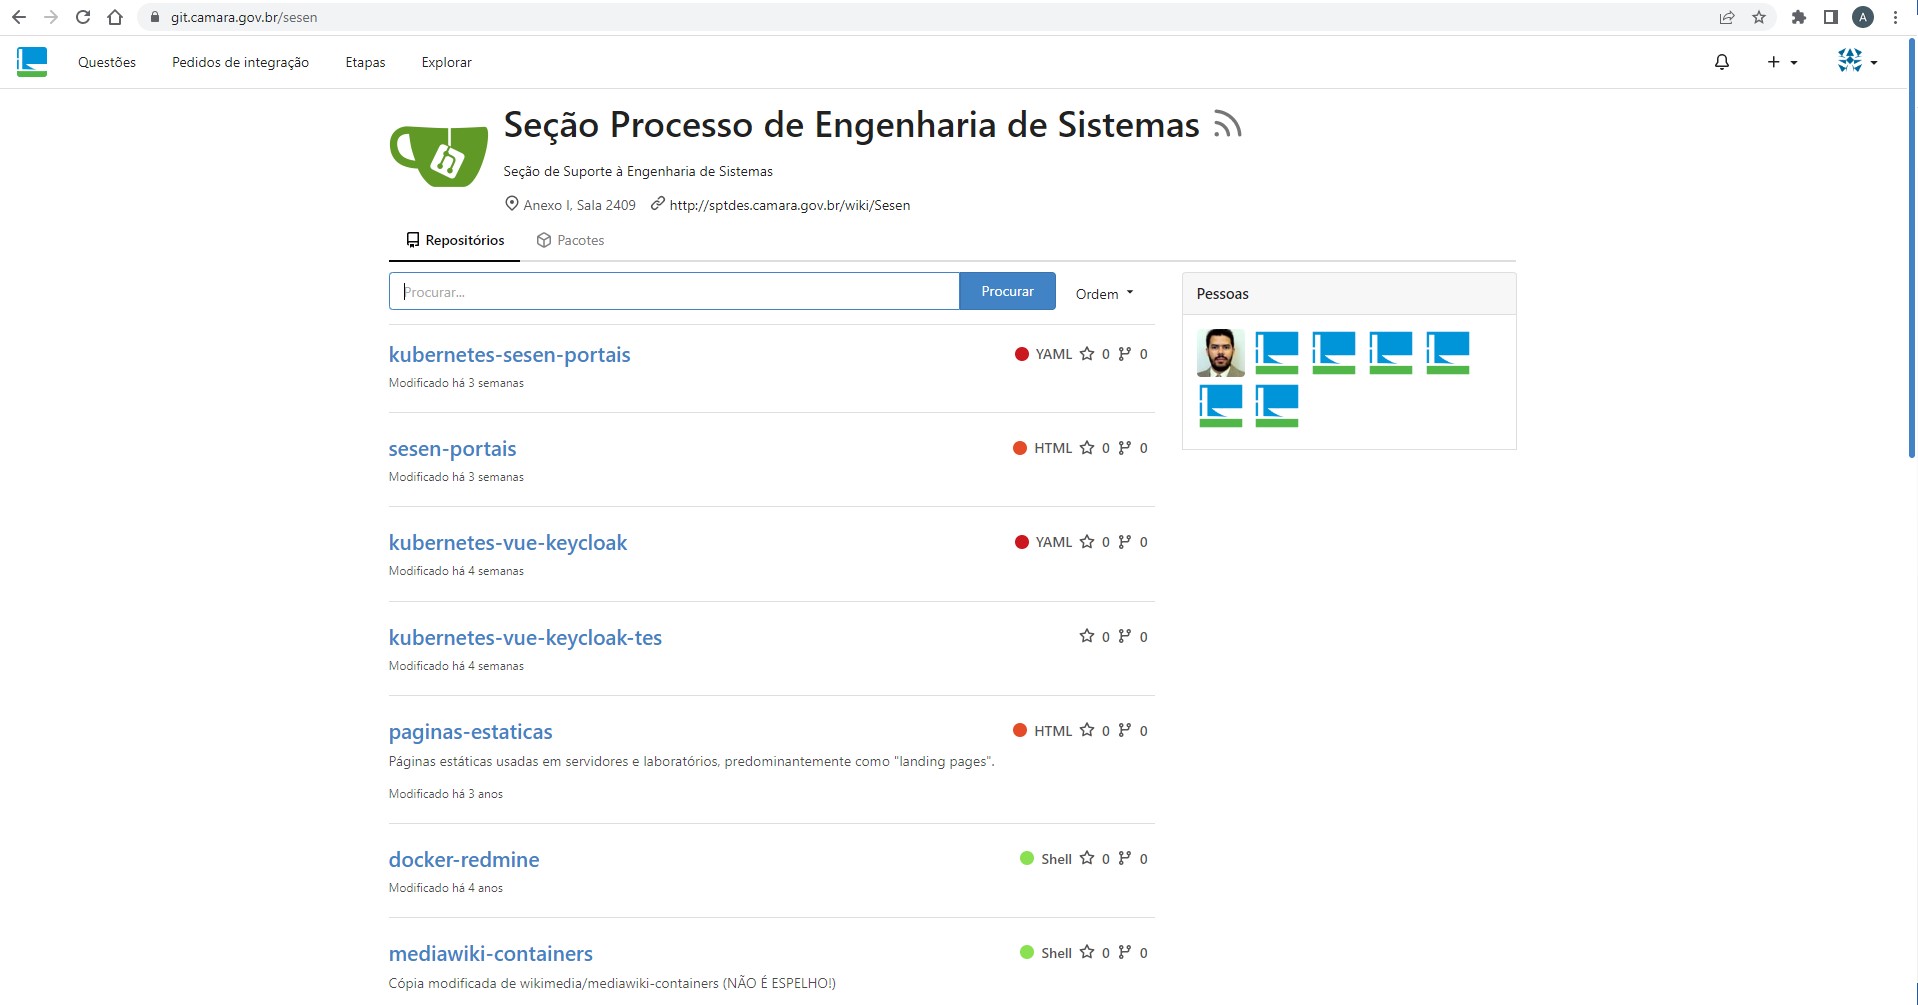 git.camara.gov.br/sesen
A
Questões Pedidos de integração Etapas Explorar
Seção Processo de Engenharia de Sistemas
Seção de Suporte à Engenharia de Sistemas
Anexo I, Sala 2409 http://sptdes.camara.gov.br/wiki/Sesen
Repositórios Pacotes
Procurar... Procurar Ordem
Pessoas
kubernetes-sesen-portais YAML 0 0
Modificado há 3 semanas
sesen-portais HTML 0 0
Modificado há 3 semanas
kubernetes-vue-keycloak YAML 0 0
Modificado há 4 semanas
kubernetes-vue-keycloak-tes 0 0
Modificado há 4 semanas
paginas-estaticas HTML 0 0
Páginas estáticas usadas em servidores e laboratórios, predominantemente como "landing pages".
Modificado há 3 anos
docker-redmine Shell 0 0
Modificado há 4 anos
mediawiki-containers Shell 0 0
Cópia modificada de wikimedia/mediawiki-containers (NÃO É ESPELHO!)